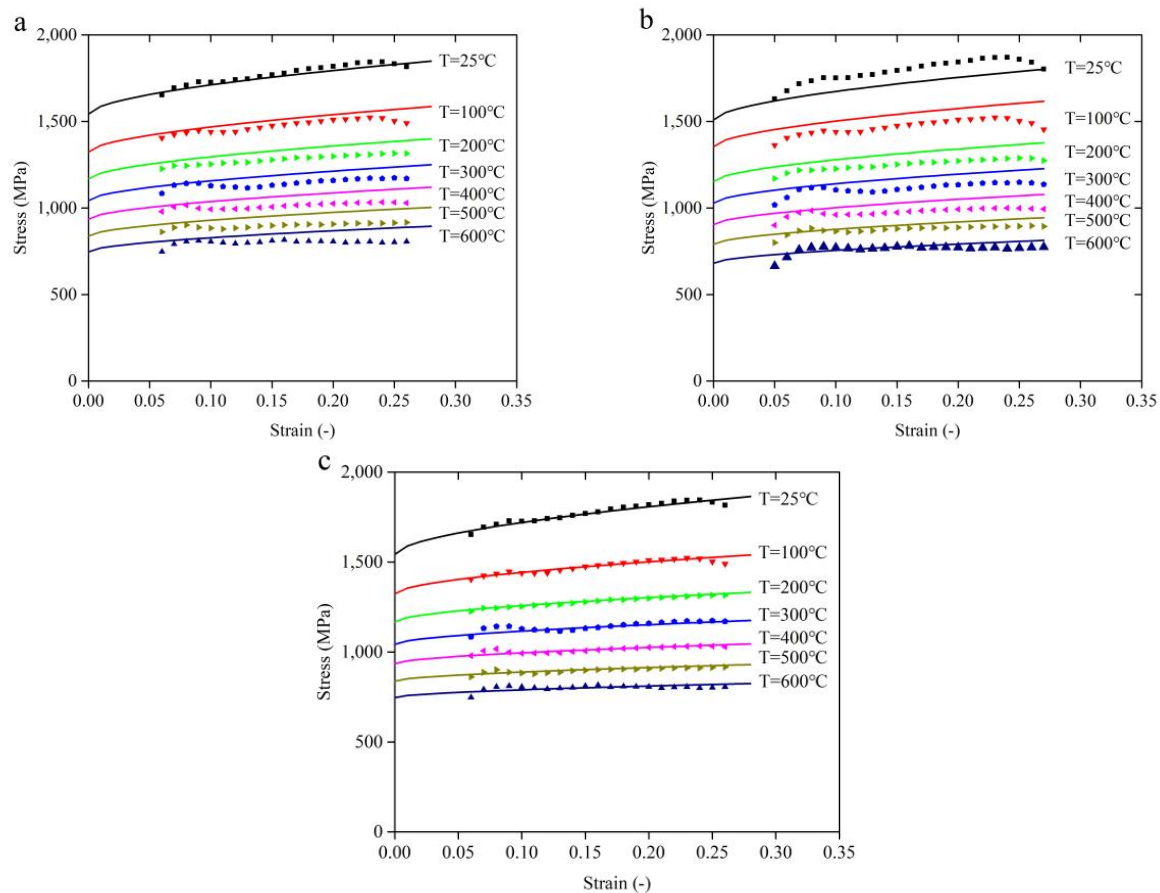 a
2,000
1,500
1,000
500
0
Stress (MPa)
T=25℃
T=100℃
T=200℃
T=300℃
T=400℃
T=500℃
T=600℃
0.00 0.05 0.10 0.15 0.20 0.25 0.30 0.35
Strain (-)
b
2,000
1,500
1,000
500
0
Stress (MPa)
T=25℃
T=100℃
T=200℃
T=300℃
T=400℃
T=500℃
T=600℃
0.00 0.05 0.10 0.15 0.20 0.25 0.30 0.35
Strain (-)
c
2,000
1,500
1,000
500
0
Stress (MPa)
T=25℃
T=100℃
T=200℃
T=300℃
T=400℃
T=500℃
T=600℃
0.00 0.05 0.10 0.15 0.20 0.25 0.30 0.35
Strain (-)